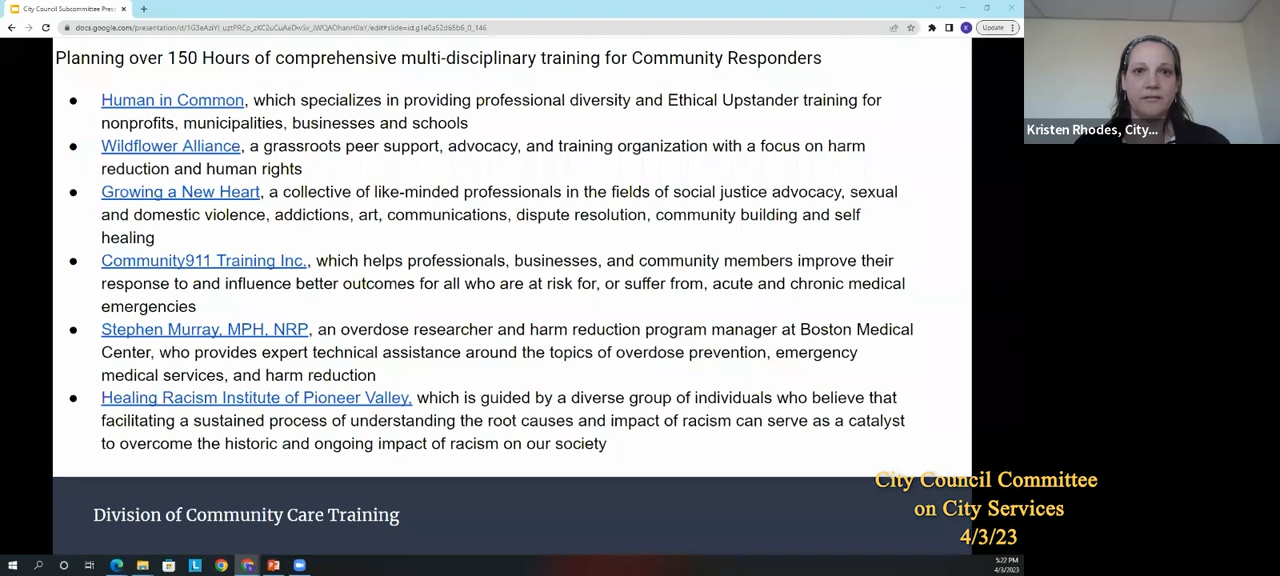 City Council Subcommittee Pres
Update
Planning over 150 Hours of comprehensive multi-disciplinary training for Community Responders
● Human in Common, which specializes in providing professional diversity and Ethical Upstander training for
nonprofits, municipalities, businesses and schools
● Wildflower Alliance, a grassroots peer support, advocacy, and training organization with a focus on harm
reduction and human rights
● Growing a New Heart, a collective of like-minded professionals in the fields of social justice advocacy, sexual
and domestic violence, addictions, art, communications, dispute resolution, community building and self
healing
● Community911 Training Inc., which helps professionals, businesses, and community members improve their
response to and influence better outcomes for all who are at risk for, or suffer from, acute and chronic medical
emergencies
● Stephen Murray, MPH, NRP, an overdose researcher and harm reduction program manager at Boston Medical
Center, who provides expert technical assistance around the topics of overdose prevention, emergency
medical services, and harm reduction
● Healing Racism Institute of Pioneer Valley, which is guided by a diverse group of individuals who believe that
facilitating a sustained process of understanding the root causes and impact of racism can serve as a catalyst
to overcome the historic and ongoing impact of racism on our society
Division of Community Care Training
Kristen Rhodes, City...
City Council Committee
on City Services
4/3/23
5:22 PM
4/3/2023